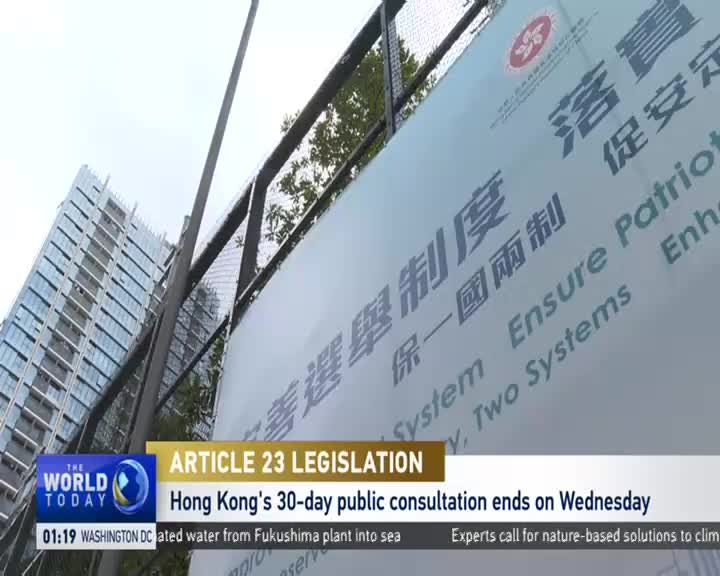 落實
促安定
善選舉制度
保一國兩制
System Ensure Patriot
y, Two Systems Enh
ARTICLE 23 LEGISLATION
THE
WORLD
TODAY
Hong Kong's 30-day public consultation ends on Wednesday
01:19 WASHINGTON DC
ated water from Fukushima plant into sea Experts call for nature-based solutions to clim